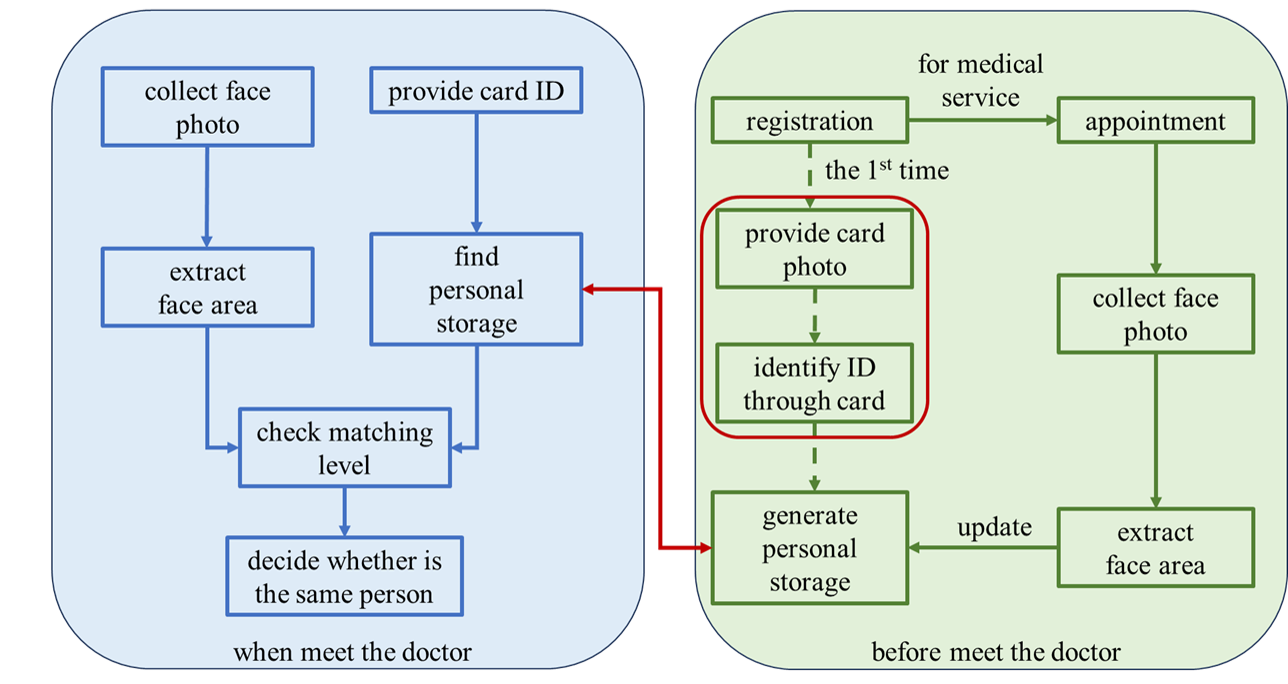 collect face
photo
provide card ID
extract
face area
find
personal
storage
check matching
level
decide whether is
the same person
when meet the doctor
for medical
service
registration
appointment
the 1st time
provide card
photo
identify ID
through card
collect face
photo
generate
personal
storage
update
extract
face area
before meet the doctor